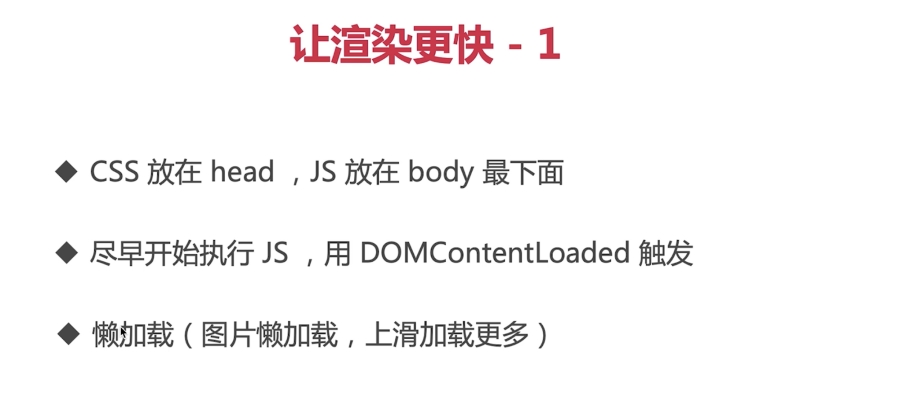 让渲染更快 - 1
◆ CSS 放在 head ，JS 放在 body 最下面
◆ 尽早开始执行 JS ，用 DOMContentLoaded 触发
◆ 懒加载（图片懒加载，上滑加载更多）